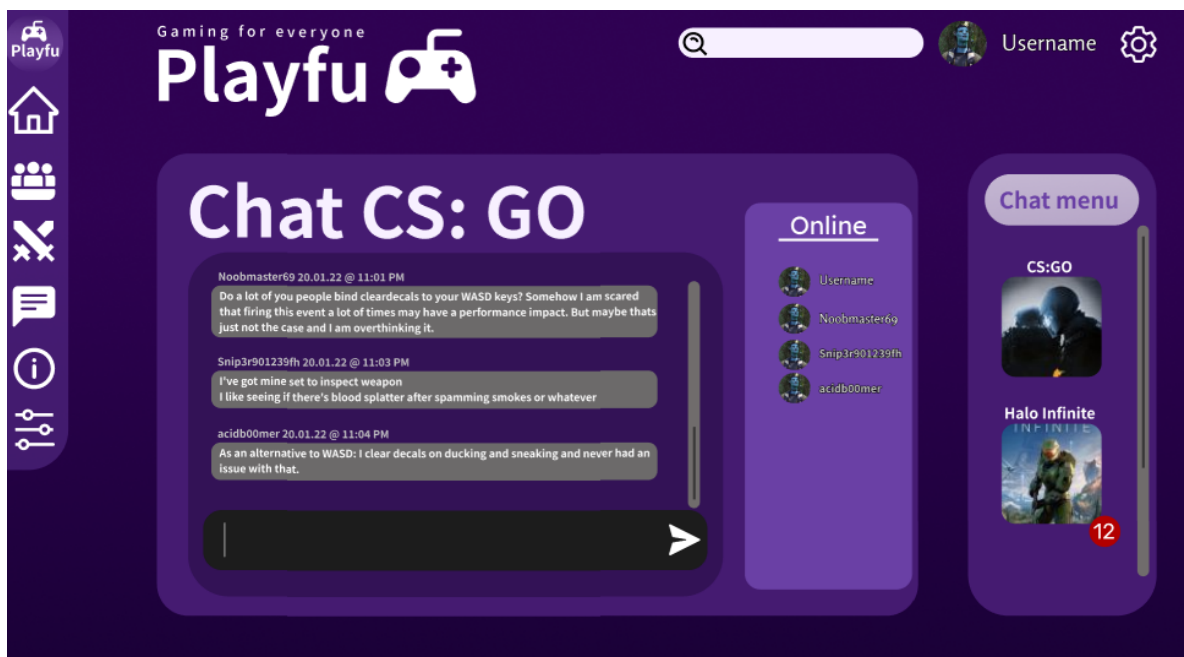 Playfu
Gaming for everyone
Playfu
Username
Chat CS: GO
Noobmaster69 20.01.22 @ 11:01 PM
Do a lot of you people bind cleardecals to your WASD keys? Somehow I am scared
that firing this event a lot of times may have a performance impact. But maybe thats
just not the case and I am overthinking it.
Snip3r901239fh 20.01.22 @ 11:03 PM
I've got mine set to inspect weapon
I like seeing if there's blood splatter after spamming smokes or whatever
acidb00mer 20.01.22 @ 11:04 PM
As an alternative to WASD: I clear decals on ducking and sneaking and never had an
issue with that.
Online
Username
Noobmaster69
Snip3r901239fh
acidb00mer
Chat menu
CS:GO
Halo Infinite
INFINITE
12